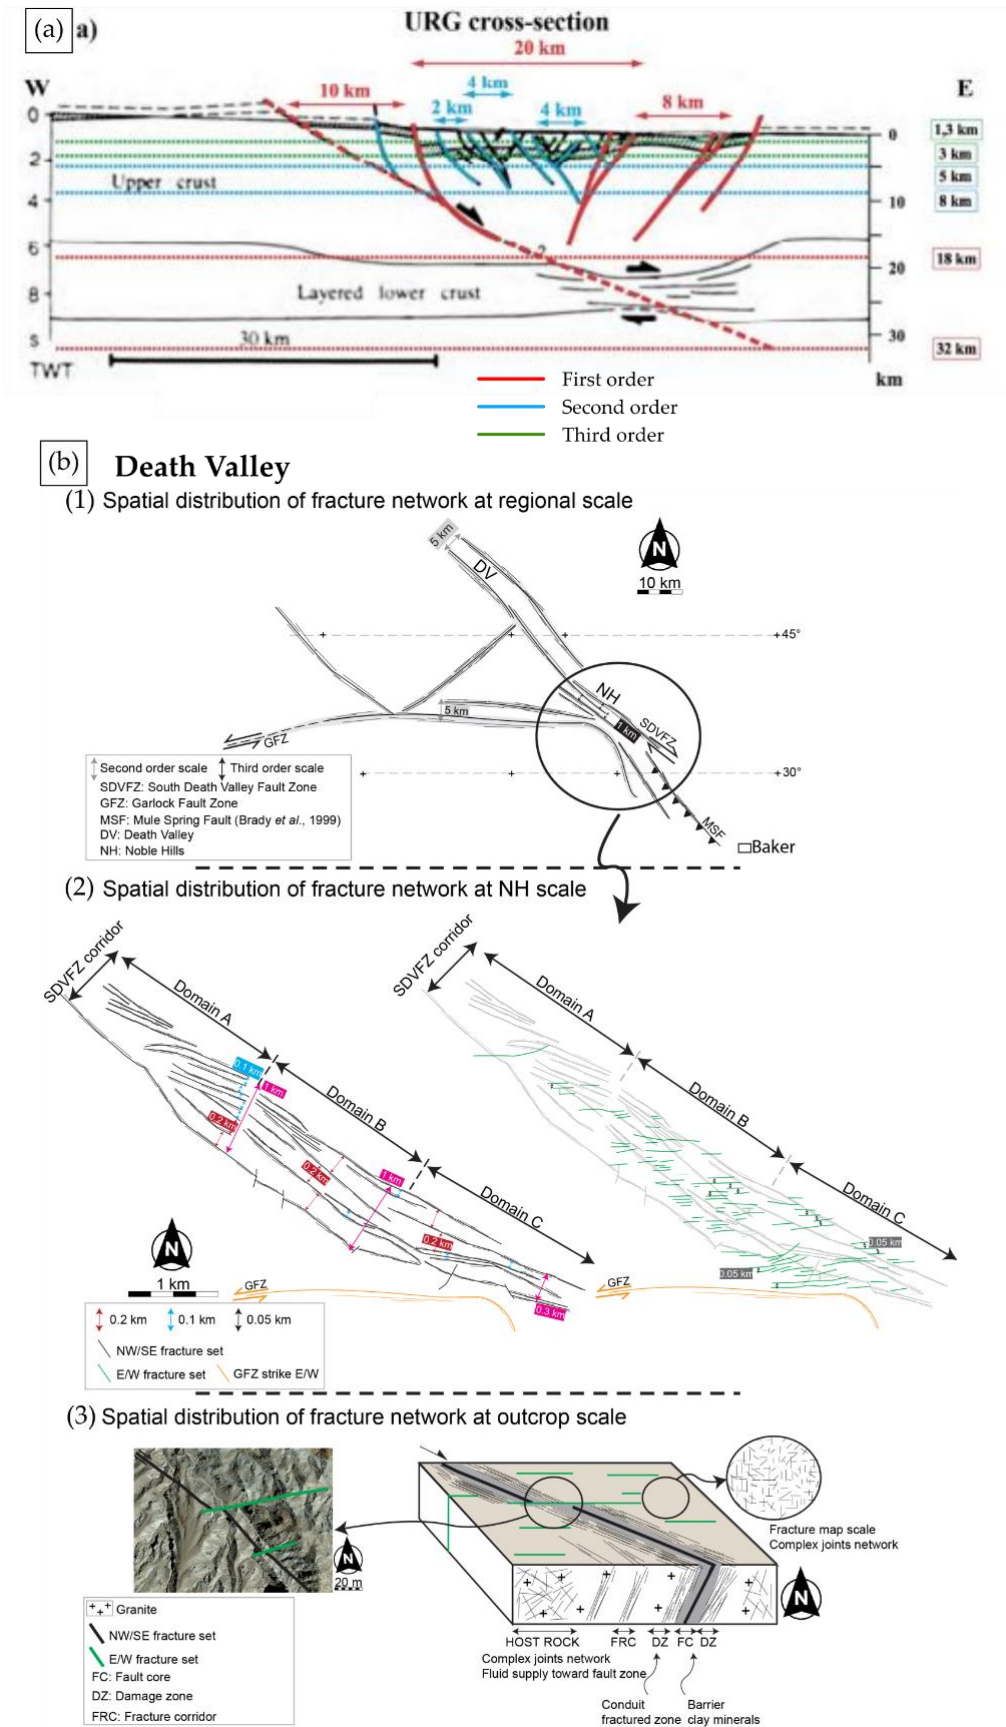 (a) a) URG cross-section
20 km
W
E
10 km
2 km
4 km
4 km
8 km
0
2
4
6
8
s
TWT
Upper crust
Layered lower crust
?
30 km
0
10
20
30
km
1,3 km
3 km
5 km
8 km
18 km
32 km
First order
Second order
Third order
(b) Death Valley
(1) Spatial distribution of fracture network at regional scale
5 km
DV
N
10 km
+45°
NH
5 km
1 km
SDVFZ
GFZ
+30°
MSF
Baker
Second order scale Third order scale
SDVFZ: South Death Valley Fault Zone
GFZ: Garlock Fault Zone
MSF: Mule Spring Fault (Brady et al., 1999)
DV: Death Valley
NH: Noble Hills
(2) Spatial distribution of fracture network at NH scale
SDVFZ corridor
Domain A
Domain B
Domain C
0.1 km
1 km
0.2 km
0.2 km
1 km
0.2 km
0.3 km
N
1 km
GFZ
SDVFZ corridor
Domain A
Domain B
Domain C
0.05 km
0.05 km
GFZ
0.2 km 0.1 km 0.05 km
NW/SE fracture set
E/W fracture set GFZ strike E/W
(3) Spatial distribution of fracture network at outcrop scale
N
20 m
Fracture map scale
Complex joints network
N
Granite
NW/SE fracture set
E/W fracture set
FC: Fault core
DZ: Damage zone
FRC: Fracture corridor
HOST ROCK FRC DZ FC DZ
Complex joints network
Fluid supply toward fault zone
Conduit
fractured zone
Barrier
clay minerals